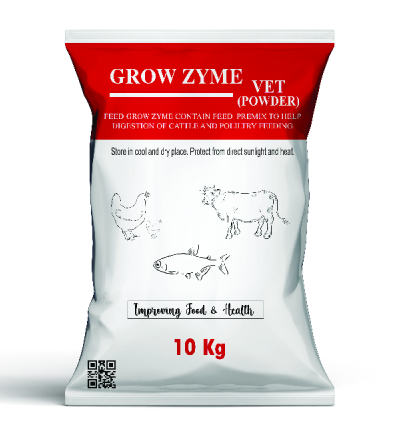 GROW ZYME
VET
(POWDER)
FEED GROW ZYME CONTAIN FEED PREMIX TO HELP
DIGESTION OF CATTLE AND POLULTRY FEEDING
Store in cool and dry place. Protect from direct sunlight and heat.
Improving Food & Health
10 Kg